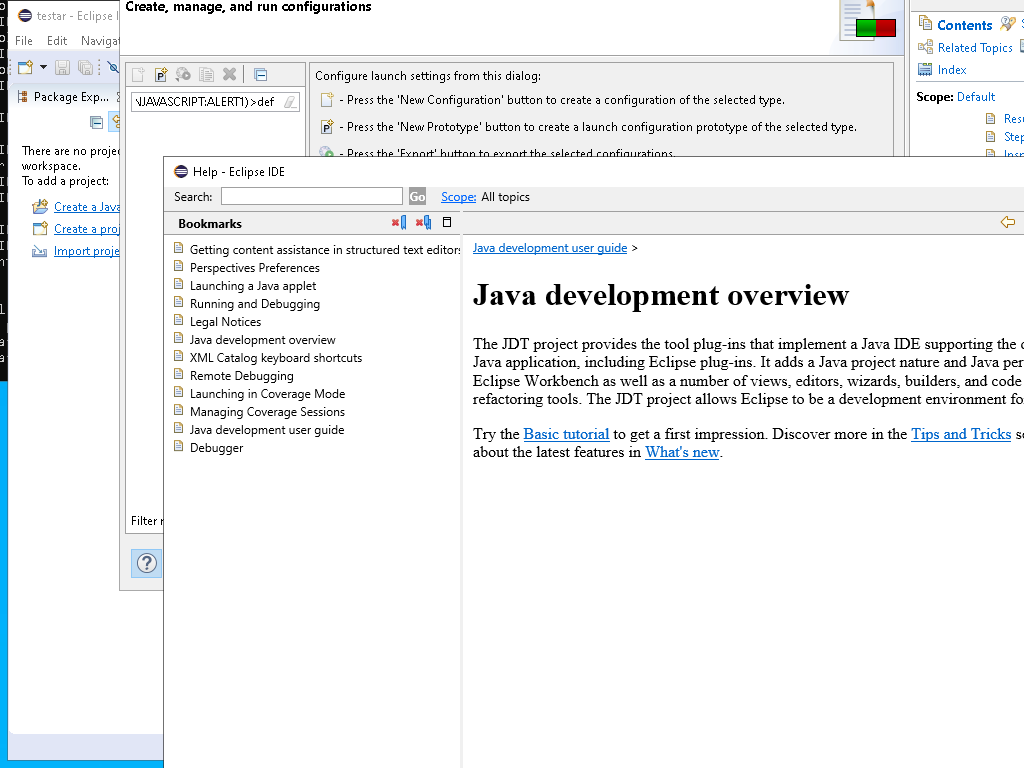 testar - Eclipse I
File Edit Navigat
Package Exp...
There are no projec
workspace.
To add a project:
Create a Java
Create a proj
Import proje
Create, manage, and run configurations
\JAVASCRIPT:ALERT1)>def
Configure launch settings from this dialog:
- Press the 'New Configuration' button to create a configuration of the selected type.
- Press the 'New Prototype' button to create a launch configuration prototype of the selected type.
- Press the 'Export' button to export the selected configurations.
Filter
Contents
Related Topics
Index
Scope: Default
Step
Help - Eclipse IDE
Search: Go Scope: All topics
Bookmarks
Getting content assistance in structured text editors
Perspectives Preferences
Launching a Java applet
Running and Debugging
Legal Notices
Java development overview
XML Catalog keyboard shortcuts
Remote Debugging
Launching in Coverage Mode
Managing Coverage Sessions
Java development user guide
Debugger
Java development user guide >
Java development overview
The JDT project provides the tool plug-ins that implement a Java IDE supporting the
Java application, including Eclipse plug-ins. It adds a Java project nature and Java per
Eclipse Workbench as well as a number of views, editors, wizards, builders, and code
refactoring tools. The JDT project allows Eclipse to be a development environment fo
Try the Basic tutorial to get a first impression. Discover more in the Tips and Tricks
about the latest features in What's new.